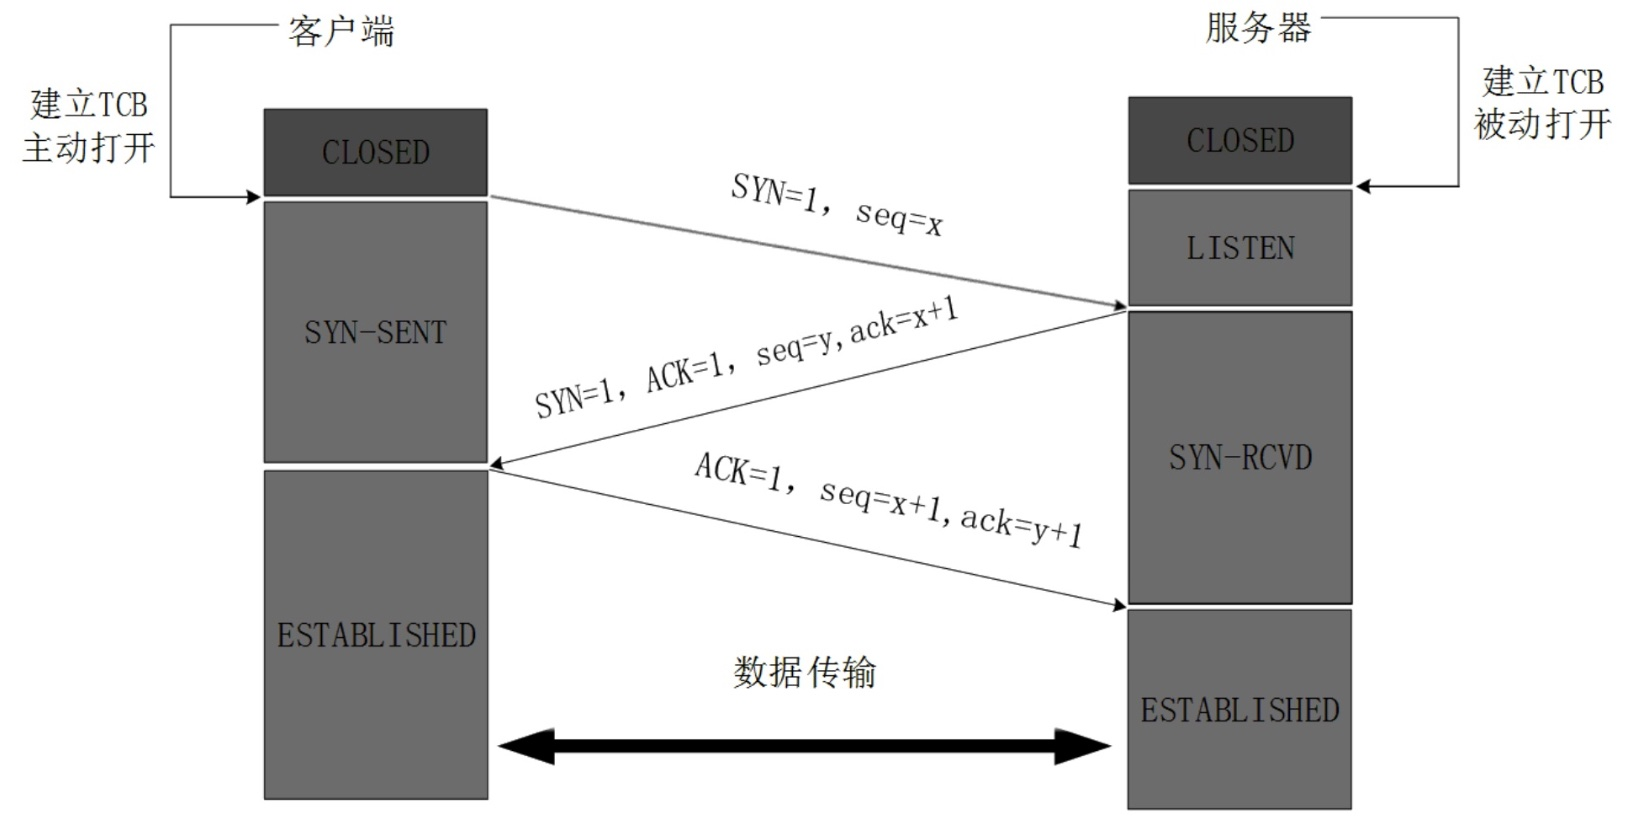 客户端
服务器
建立TCB
主动打开
建立TCB
被动打开
CLOSED
CLOSED
SYN=1, seq=x
LISTEN
SYN-SENT
SYN=1, ACK=1, seq=y,ack=x+1
SYN-RCVD
ACK=1, seq=x+1,ack=y+1
ESTABLISHED
数据传输
ESTABLISHED